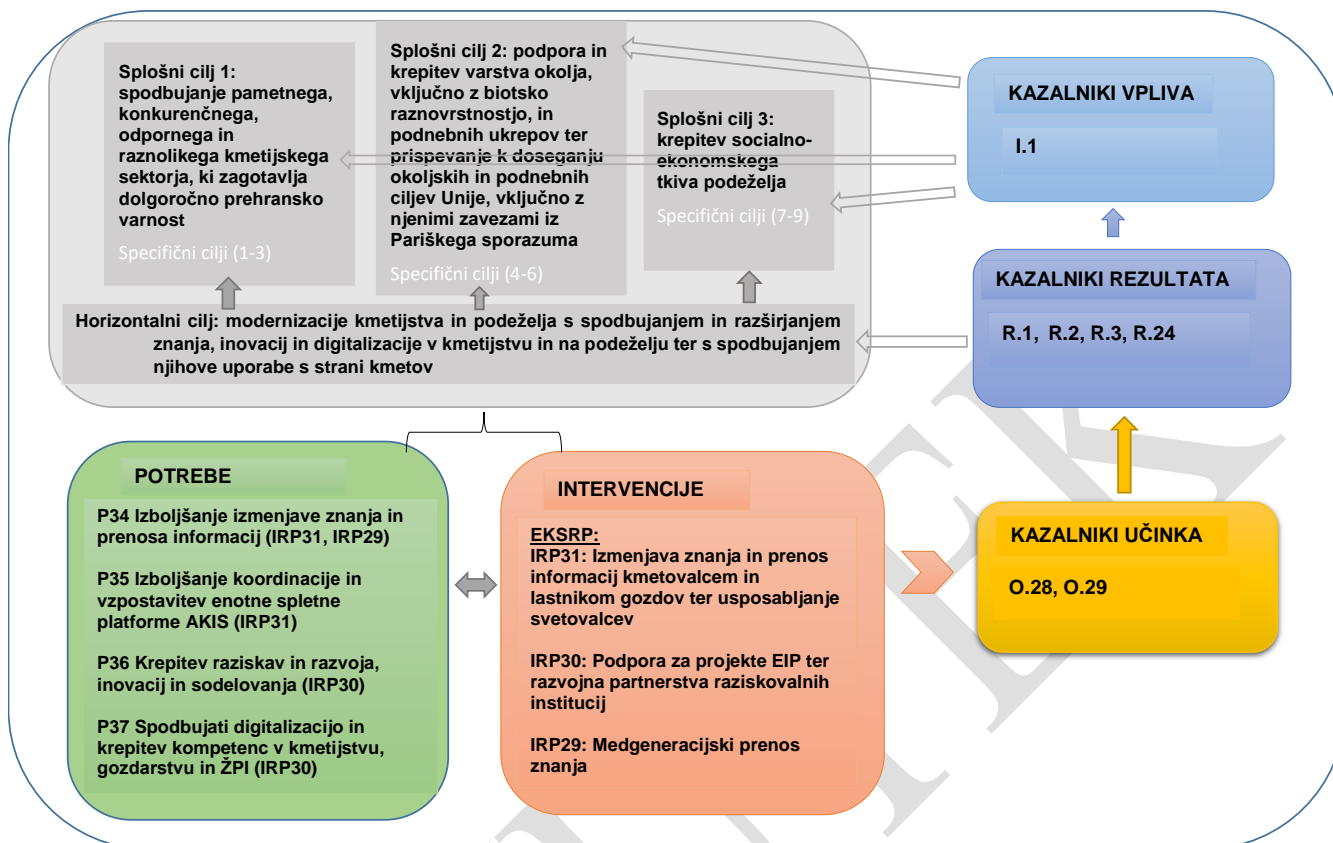 Splošni cilj 1:
spodbujanje pametnega,
konkurenčnega,
odpornega in
raznolikega kmetijskega
sektorja, ki zagotavlja
dolgoročno prehransko
varnost
Specifični cilji (1-3)
Splošni cilj 2: podpora in
krepitev varstva okolja,
vključno z biotsko
raznovrstnostjo, in
podnebnih ukrepov ter
prispevanje k doseganju
okoljskih in podnebnih
ciljev Unije, vključno z
njenimi zavezami iz
Pariškega sporazuma
Specifični cilji (4-6)
Splošni cilj 3:
krepitev socialno-
ekonomskega
tkiva podeželja
Specifični cilji (7-9)
KAZALNIKI VPLIVA
I.1
Horizontalni cilj: modernizacije kmetijstva in podeželja s spodbujanjem in razširjanjem
znanja, inovacij in digitalizacije v kmetijstvu in na podeželju ter s spodbujanjem
njihove uporabe s strani kmetov
KAZALNIKI REZULTATA
R.1, R.2, R.3, R.24
POTREBE
P34 Izboljšanje izmenjave znanja in
prenosa informacij (IRP31, IRP29)
P35 Izboljšanje koordinacije in
vzpostavitev enotne spletne
platforme AKIS (IRP31)
P36 Krepitev raziskav in razvoja,
inovacij in sodelovanja (IRP30)
P37 Spodbujati digitalizacijo in
krepitev kompetenc v kmetijstvu,
gozdarstvu in ŽPI (IRP30)
INTERVENCIJE
EKSRP:
IRP31: Izmenjava znanja in prenos
informacij kmetovalcem in
lastnikom gozdov ter usposabljanje
svetovalcev
IRP30: Podpora za projekte EIP ter
razvojna partnerstva raziskovalnih
institucij
IRP29: Medgeneracijski prenos
znanja
KAZALNIKI UČINKA
O.28, O.29